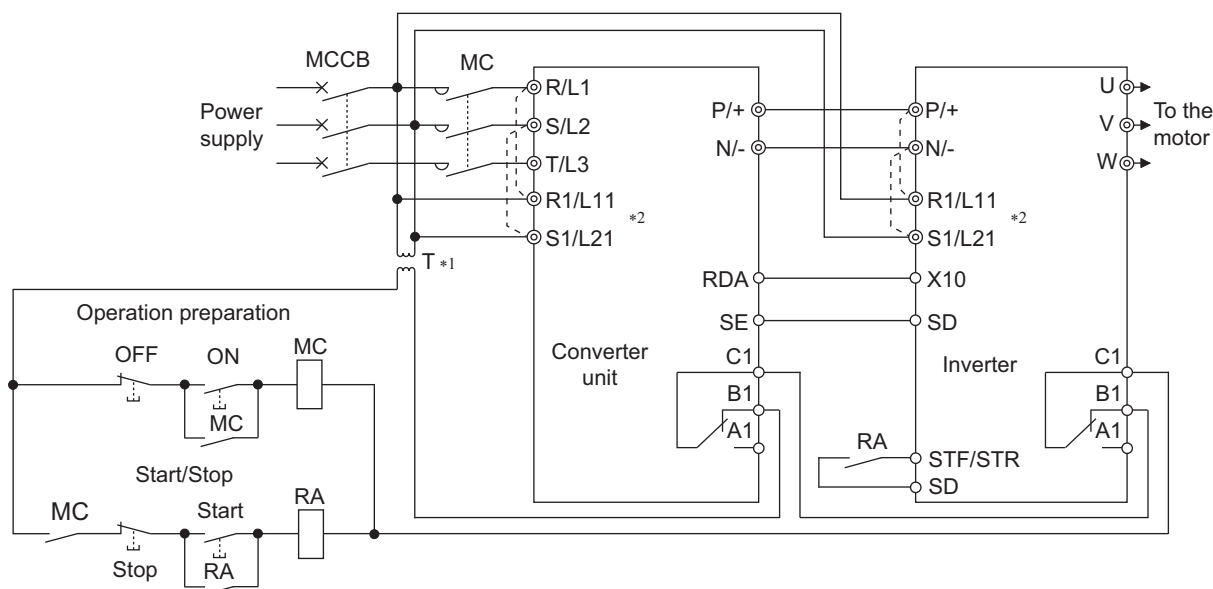 MCCB
MC
Power
supply
R/L1
S/L2
T/L3
R1/L11
*2
S1/L21
T *1
P/+
N/-
RDA
SE
C1
B1
A1
Converter
unit
P/+
N/-
R1/L11
*2
S1/L21
X10
SD
Inverter
C1
B1
A1
STF/STR
SD
RA
U
V
W
To the
motor
Operation preparation
OFF
ON
MC
MC
Start/Stop
MC
Start
RA
Stop
RA